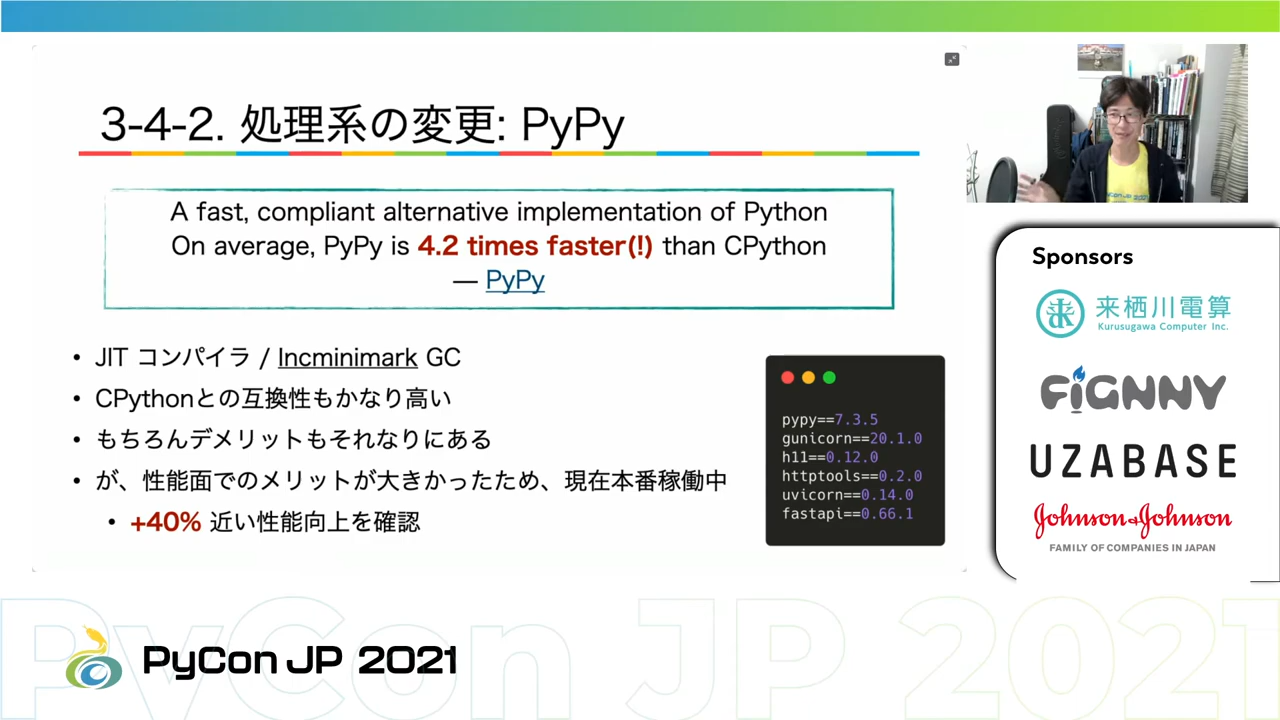 3-4-2. 処理系の変更: PyPy
A fast, compliant alternative implementation of Python
On average, PyPy is 4.2 times faster(!) than CPython
— PyPy
• JIT コンパイラ / Incminimark GC
• CPythonとの互換性もかなり高い
• もちろんデメリットもそれなりにある
• が、性能面でのメリットが大きかったため、現在本番稼働中
• +40% 近い性能向上を確認
pypy==7.3.5
gunicorn==20.1.0
h11==0.12.0
httptools==0.2.0
uvicorn==0.14.0
fastapi==0.66.1
PyCon JP 2021
Sponsors
来栖川電算
Kurusugawa Computer Inc.
FiGNNY
UZABASE
Johnson&Johnson
FAMILY OF COMPANIES IN JAPAN
PyCon JP 2021
PyCon JP 2021